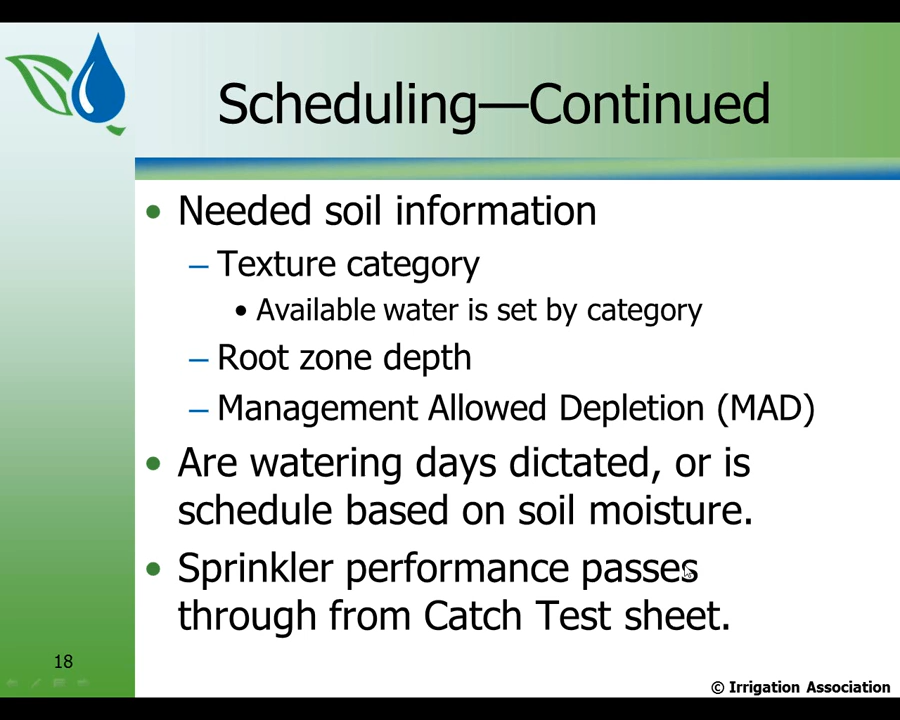 Scheduling—Continued
• Needed soil information
– Texture category
• Available water is set by category
– Root zone depth
– Management Allowed Depletion (MAD)
• Are watering days dictated, or is
schedule based on soil moisture.
• Sprinkler performance passes
through from Catch Test sheet.
18
© Irrigation Association